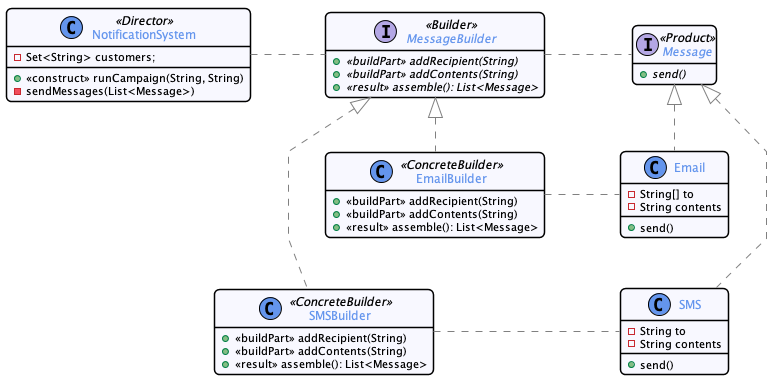 «Director»
C NotificationSystem
Set<String> customers;
«construct» runCampaign(String, String)
sendMessages(List<Message>)
«Builder»
I MessageBuilder
«buildPart» addRecipient(String)
«buildPart» addContents(String)
«result» assemble(): List<Message>
«Product»
I Message
send()
«ConcreteBuilder»
C EmailBuilder
«buildPart» addRecipient(String)
«buildPart» addContents(String)
«result» assemble(): List<Message>
C Email
String[] to
String contents
send()
«ConcreteBuilder»
C SMSBuilder
«buildPart» addRecipient(String)
«buildPart» addContents(String)
«result» assemble(): List<Message>
C SMS
String to
String contents
send()